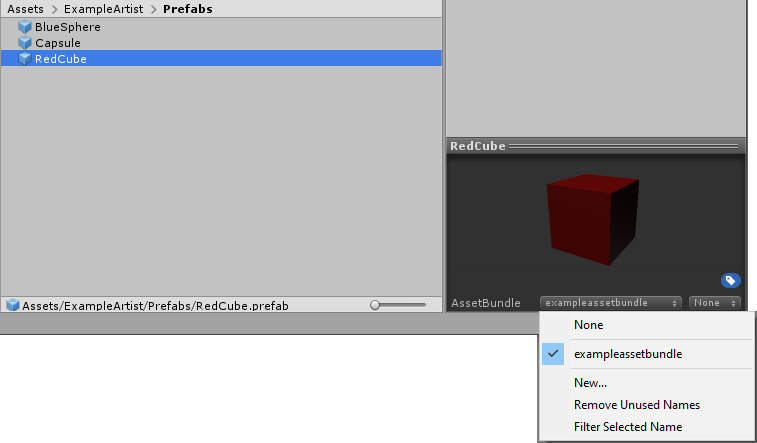 Assets > ExampleArtist > Prefabs
BlueSphere
Capsule
RedCube
RedCube
Assets/ExampleArtist/Prefabs/RedCube.prefab
AssetBundle exampleassetbundle None
None
exampleassetbundle
New...
Remove Unused Names
Filter Selected Name